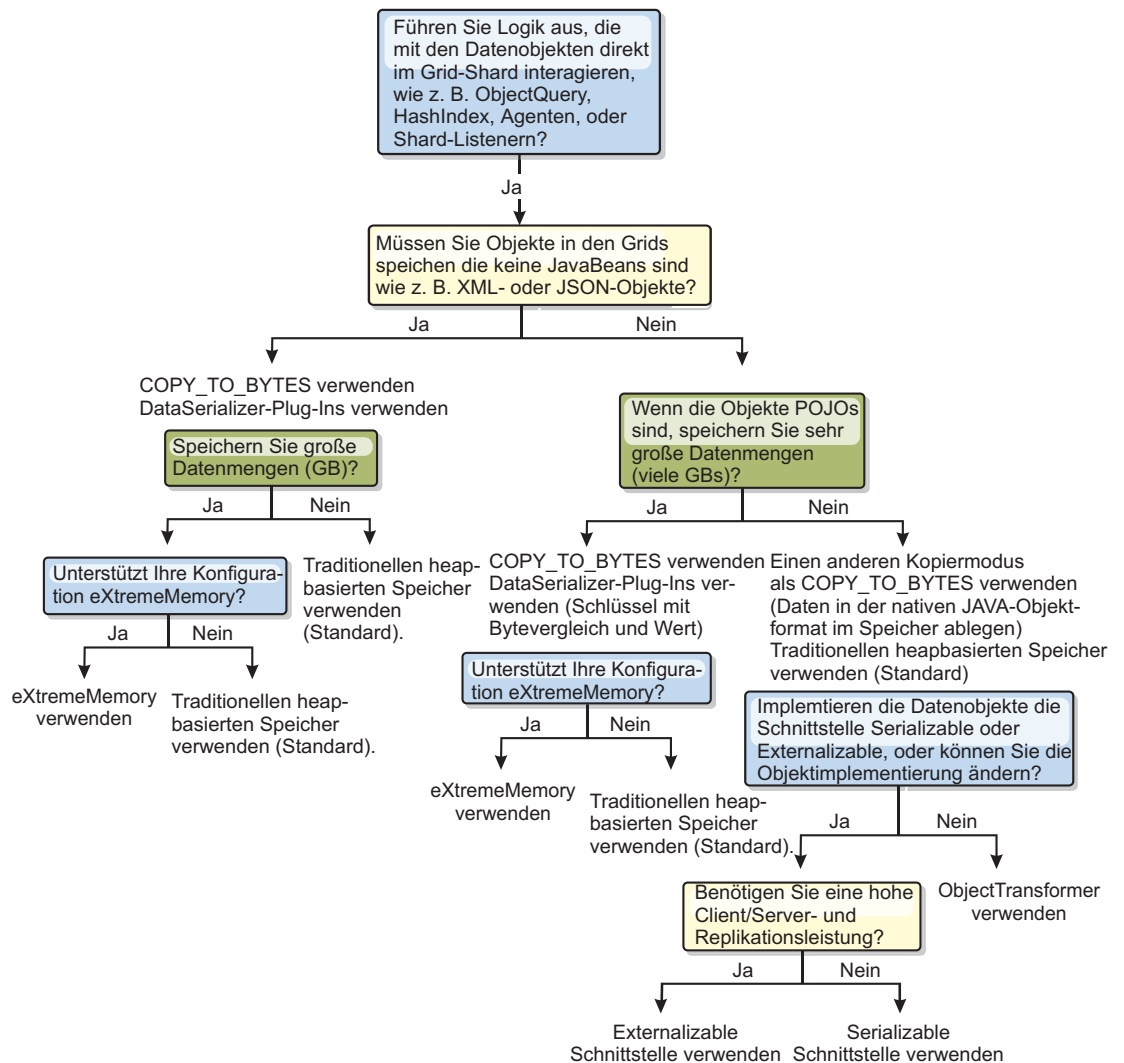 Führen Sie Logik aus, die
mit den Datenobjekten direkt
im Grid-Shard interagieren,
wie z. B. ObjectQuery,
HashIndex, Agenten, oder
Shard-Listenern?
Ja
Müssen Sie Objekte in den Grids
speichen die keine JavaBeans sind
wie z. B. XML- oder JSON-Objekte?
Ja
Nein
COPY_TO_BYTES verwenden
DataSerializer-Plug-Ins verwenden
Speichern Sie große
Datenmengen (GB)?
Ja
Nein
Unterstützt Ihre Konfigura-
tion eXtremeMemory?
Traditionellen heap-
basierten Speicher
verwenden
(Standard).
Ja
Nein
eXtremeMemory
verwenden
Traditionellen heap-
basierten Speicher
verwenden (Standard).
Wenn die Objekte POJOs
sind, speichern Sie sehr
große Datenmengen
(viele GBs)?
Ja
Nein
COPY_TO_BYTES verwenden
DataSerializer-Plug-Ins ver-
wenden (Schlüssel mit
Bytevergleich und Wert)
Unterstützt Ihre Konfigura-
tion eXtremeMemory?
Ja
Nein
eXtremeMemory
verwenden
Traditionellen heap-
basierten Speicher
verwenden (Standard).
Einen anderen Kopiermodus
als COPY_TO_BYTES verwenden
(Daten in der nativen JAVA-Objekt-
format im Speicher ablegen)
Traditionellen heapbasierten Speicher
verwenden (Standard)
Implemtieren die Datenobjekte die
Schnittstelle Serializable oder
Externalizable, oder können Sie die
Objektimplementierung ändern?
Ja
Nein
Benötigen Sie eine hohe
Client/Server- und
Replikationsleistung?
ObjectTransformer
verwenden
Ja
Nein
Externalizable
Schnittstelle verwenden
Serializable
Schnittstelle verwenden